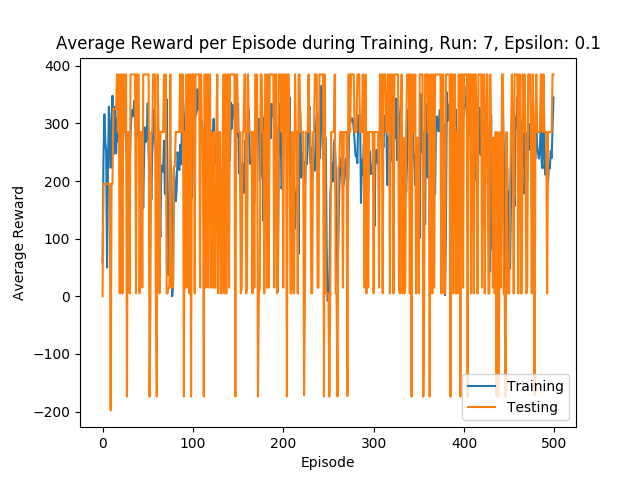 Average Reward per Episode during Training, Run: 7, Epsilon: 0.1
400
300
200
100
0
−100
−200
Average Reward
0 100 200 300 400 500
Episode
Training
Testing